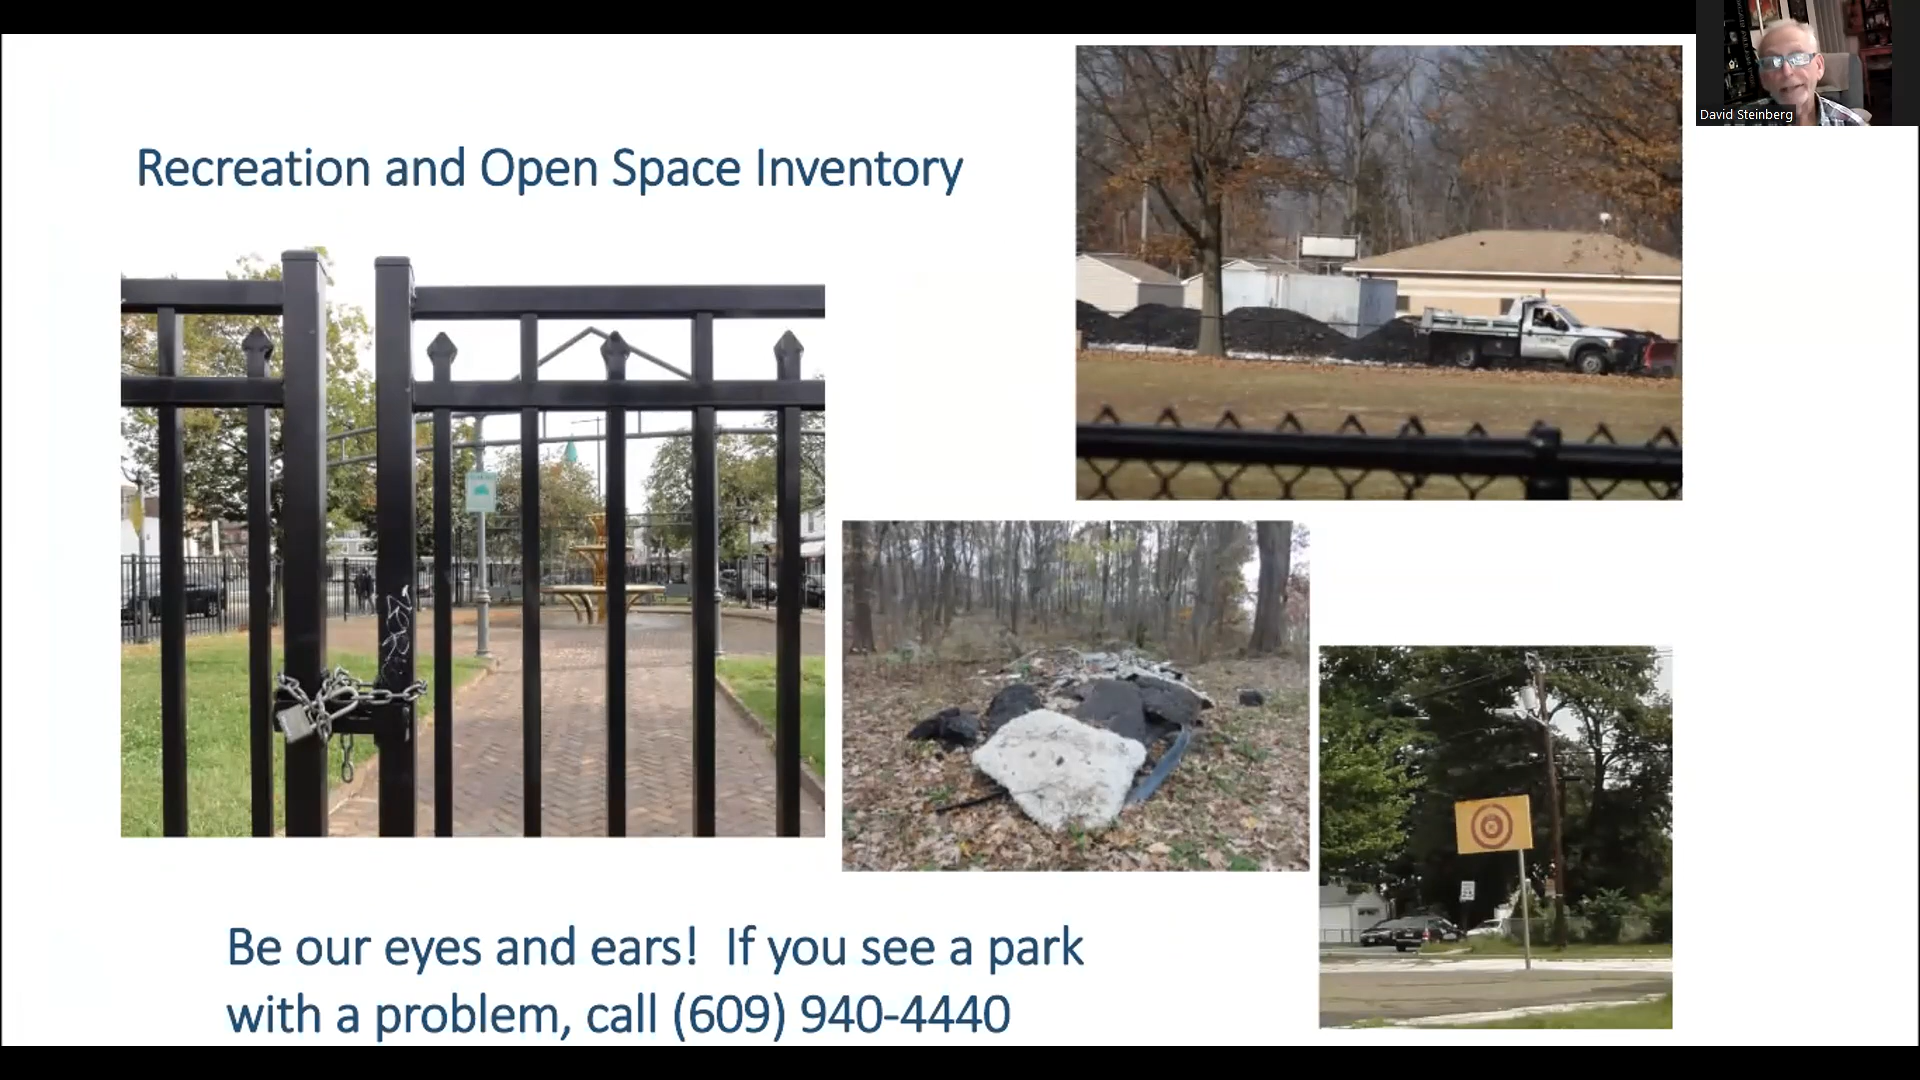 David Steinberg
Recreation and Open Space Inventory
Be our eyes and ears! If you see a park
with a problem, call (609) 940-4440